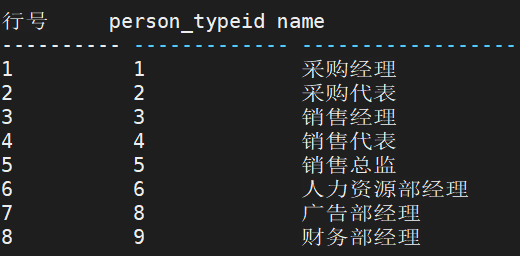 行号 person_typeid name
---------- ------------- ------------------
1 1 采购经理
2 2 采购代表
3 3 销售经理
4 4 销售代表
5 5 销售总监
6 6 人力资源部经理
7 8 广告部经理
8 9 财务部经理